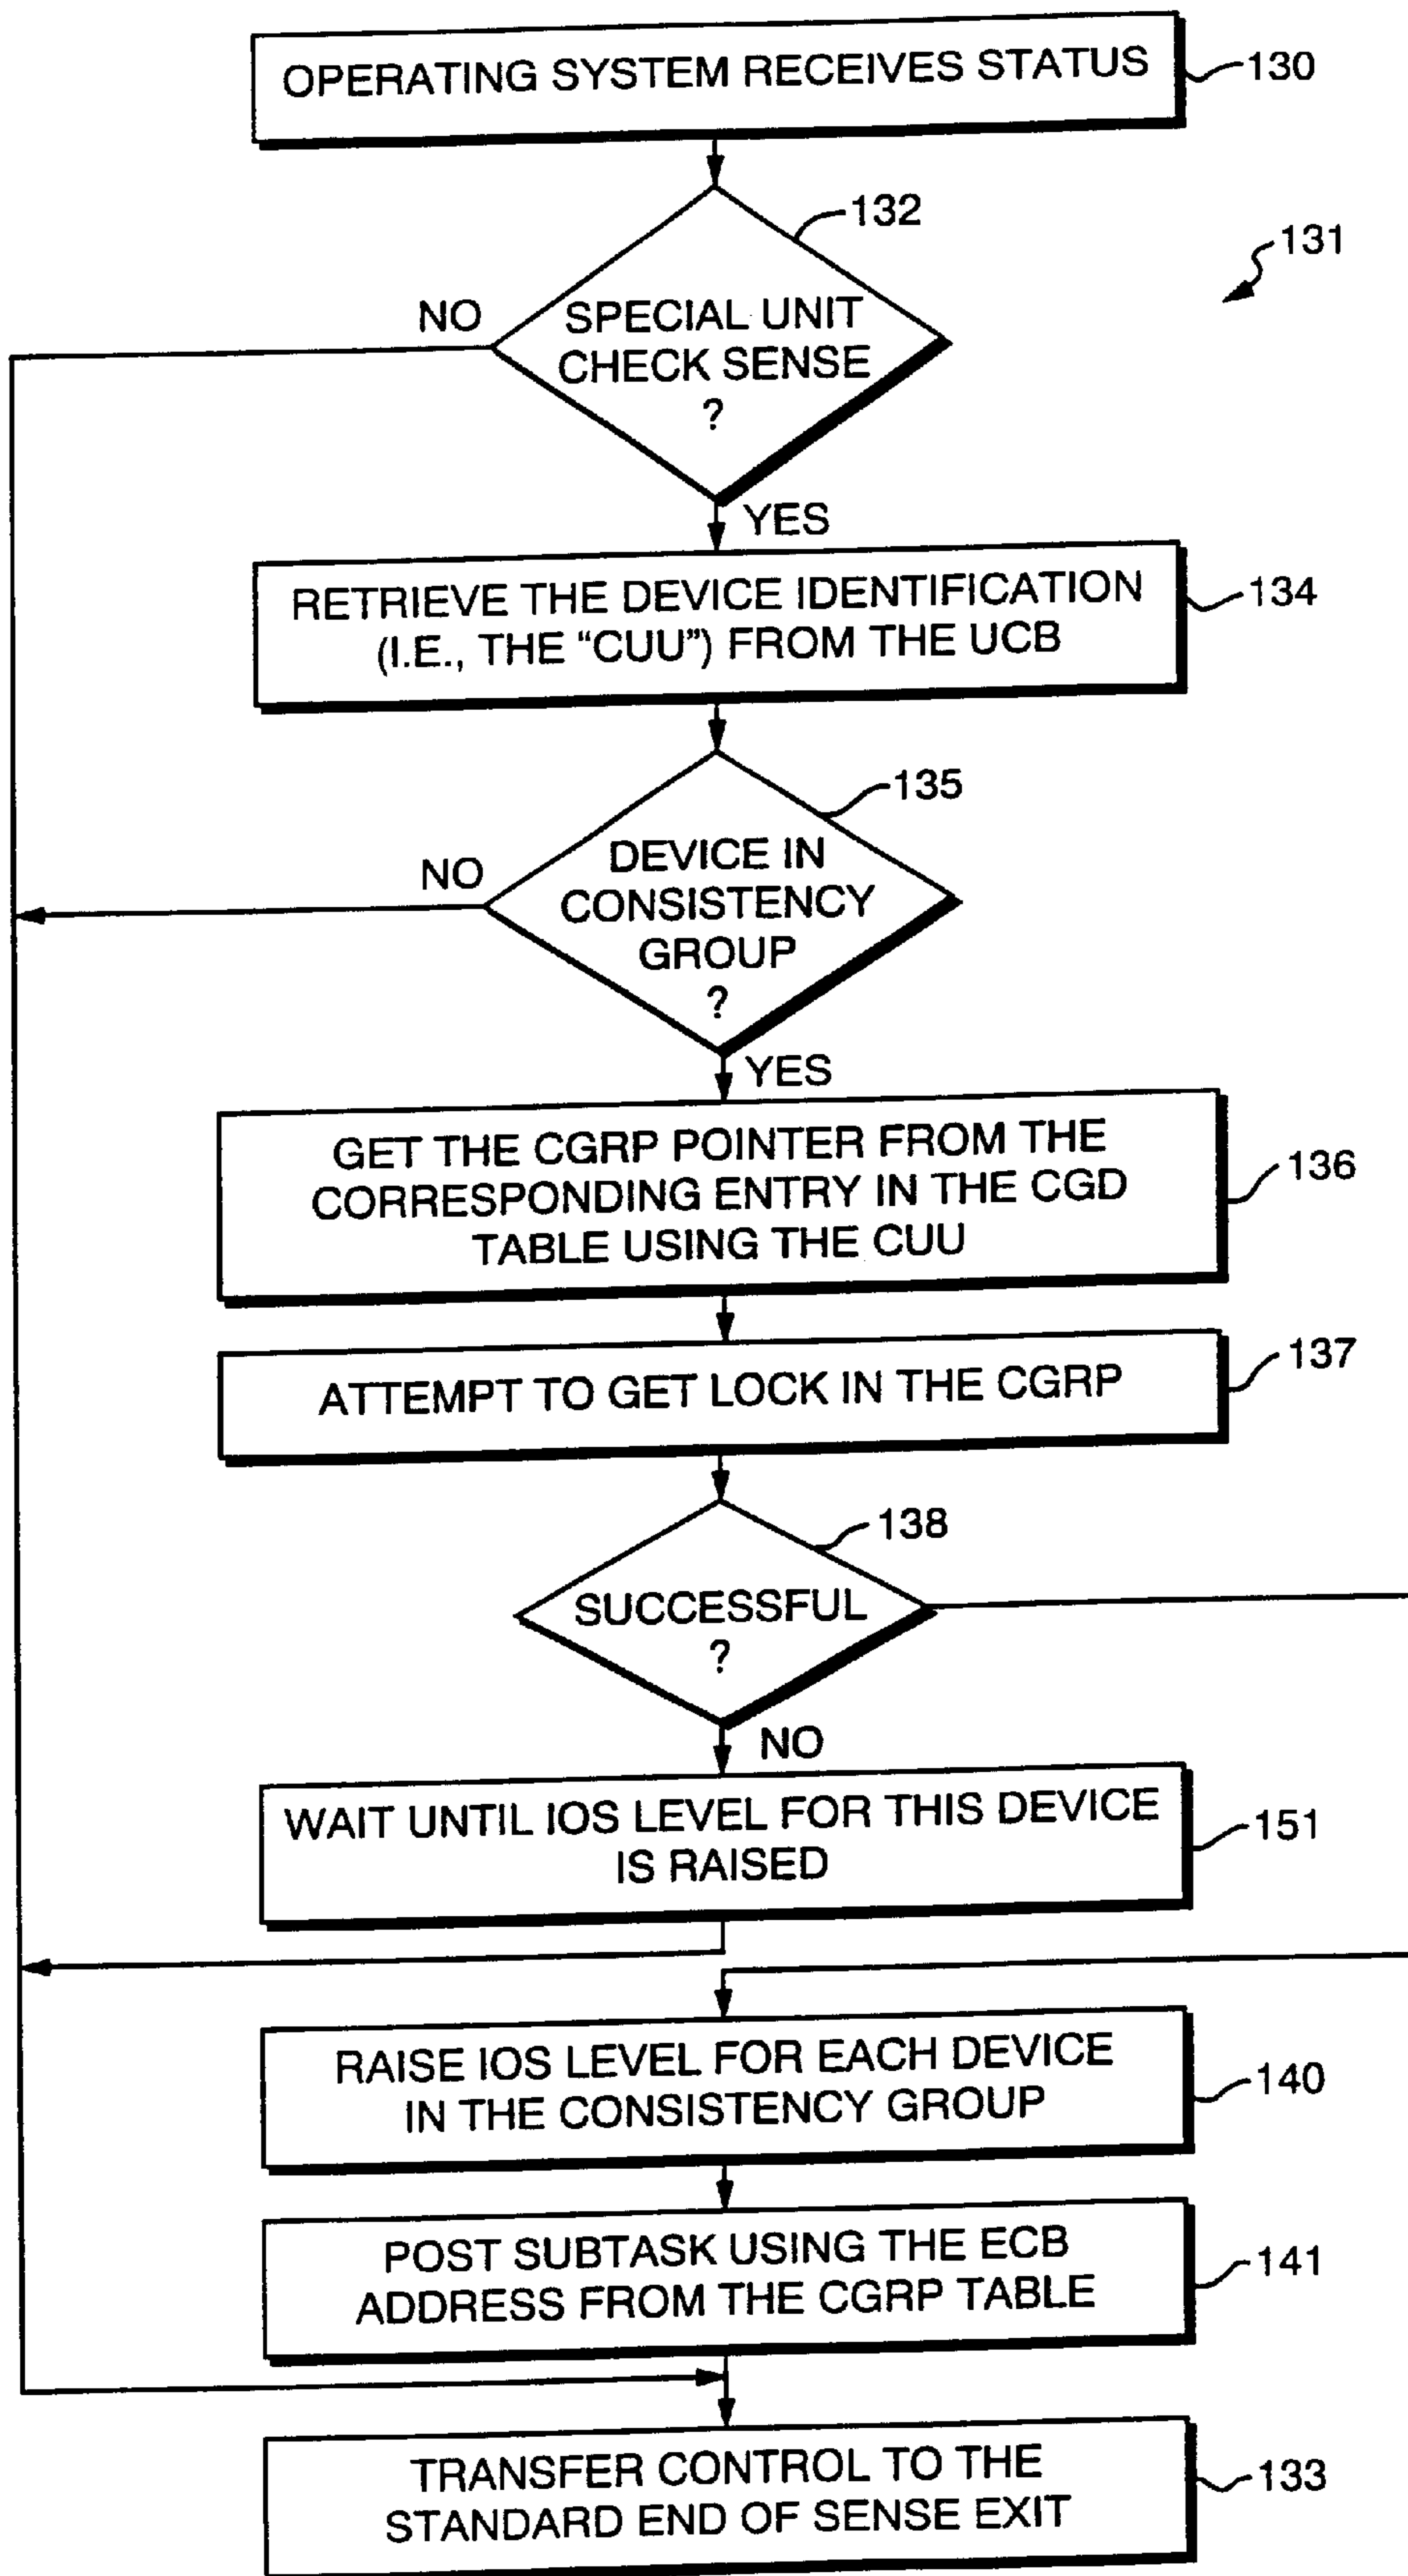 OPERATING SYSTEM RECEIVES STATUS
130
132
131
NO
SPECIAL UNIT
CHECK SENSE
?
YES
RETRIEVE THE DEVICE IDENTIFICATION
(I.E., THE “CUU”) FROM THE UCB
134
135
NO
DEVICE IN
CONSISTENCY
GROUP
?
YES
GET THE CGRP POINTER FROM THE
CORRESPONDING ENTRY IN THE CGD
TABLE USING THE CUU
136
ATTEMPT TO GET LOCK IN THE CGRP
137
138
SUCCESSFUL
?
NO
WAIT UNTIL IOS LEVEL FOR THIS DEVICE
IS RAISED
151
RAISE IOS LEVEL FOR EACH DEVICE
IN THE CONSISTENCY GROUP
140
POST SUBTASK USING THE ECB
ADDRESS FROM THE CGRP TABLE
141
TRANSFER CONTROL TO THE
STANDARD END OF SENSE EXIT
133